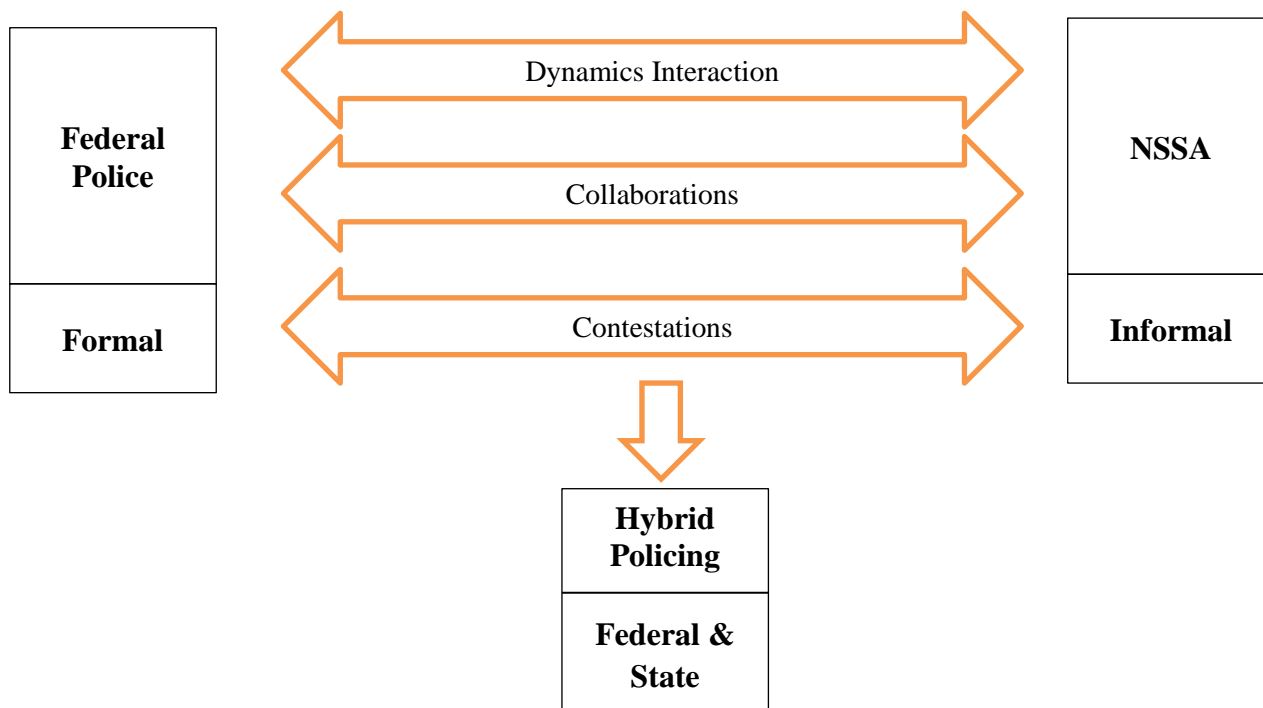 Federal
Police
Formal
Dynamics Interaction
Collaborations
Contestations
NSSA
Informal
Hybrid
Policing
Federal &
State